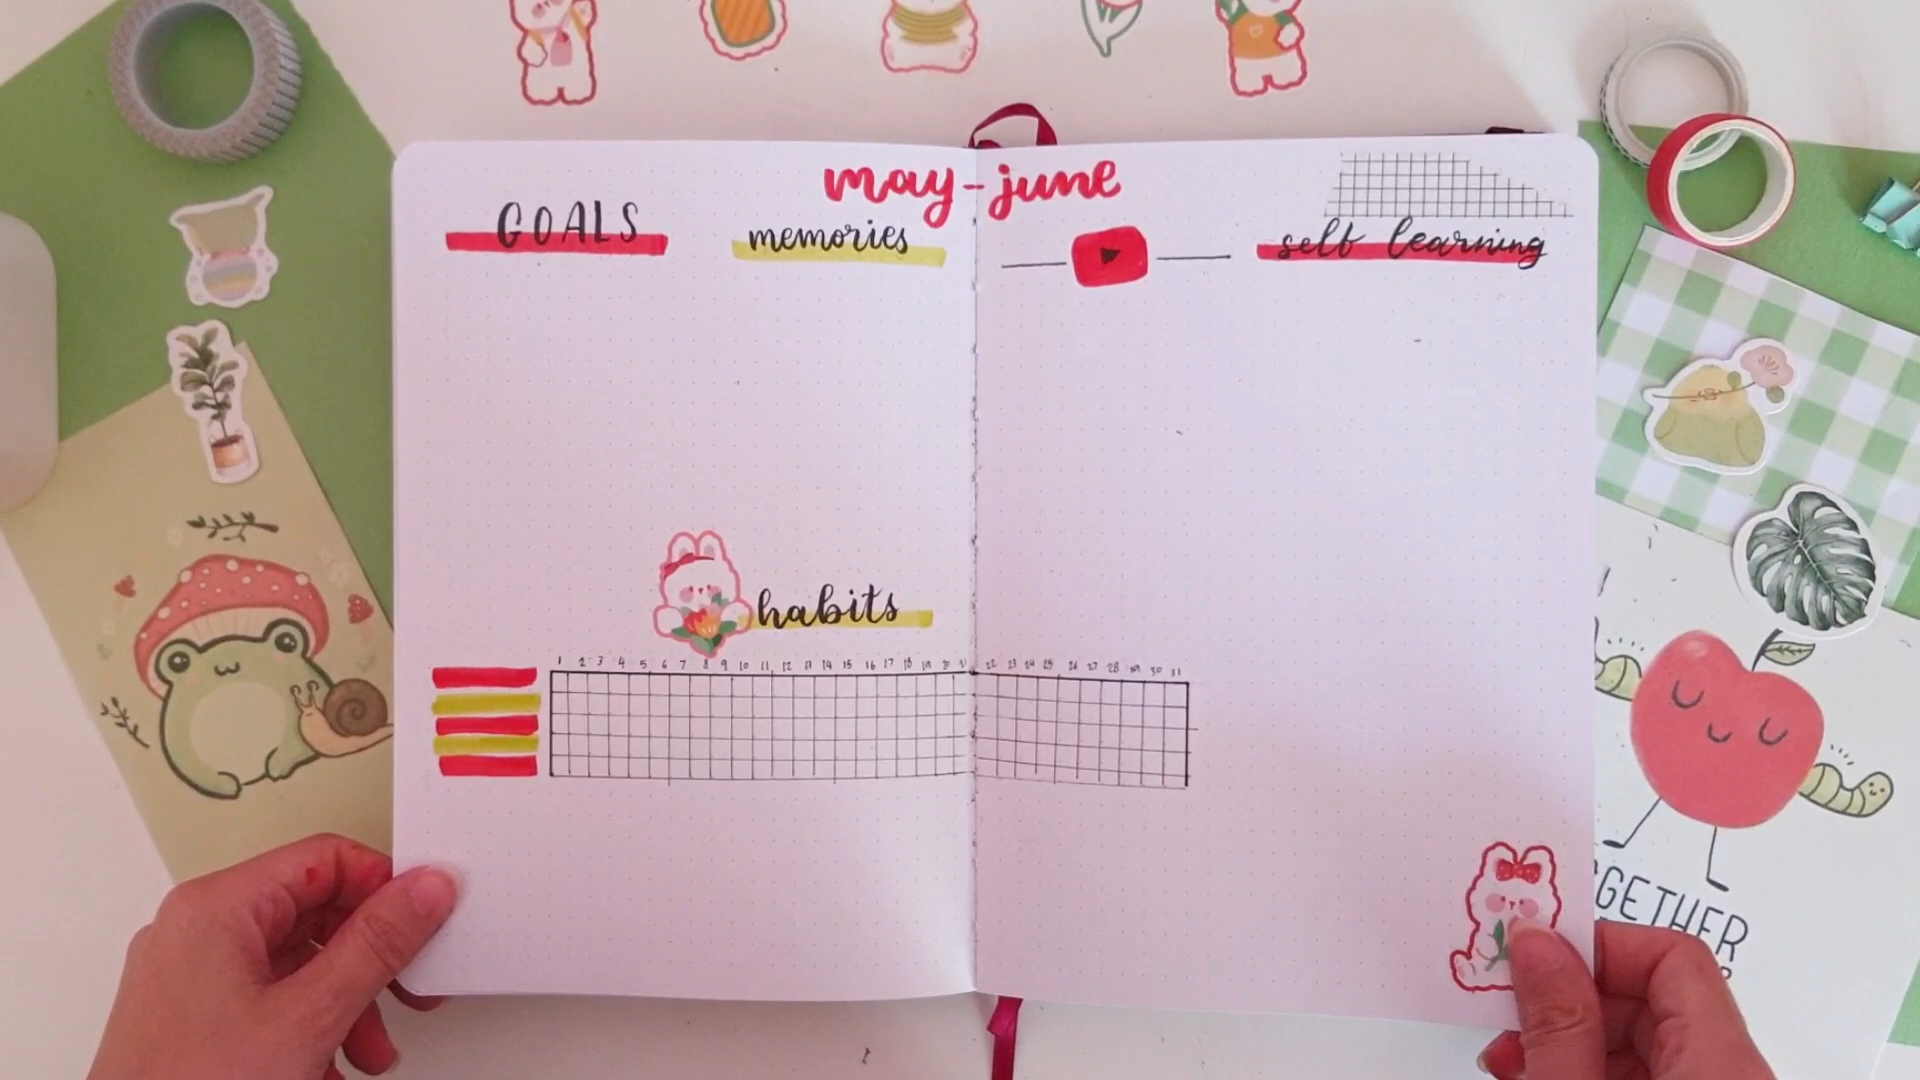 may-june
GOALS
memories
self learning
habits
1 2 3 4 5 6 7 8 9 10 11 12 13 14 15 16 17 18 19 20 21 22 23 24 25 26 27 28 29 30 31
GETHER